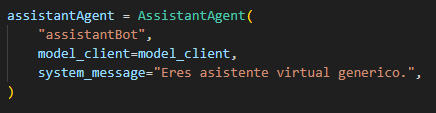 assistantAgent = AssistantAgent(
    "assistantBot",
    model_client=model_client,
    system_message="Eres asistente virtual generico.",
)